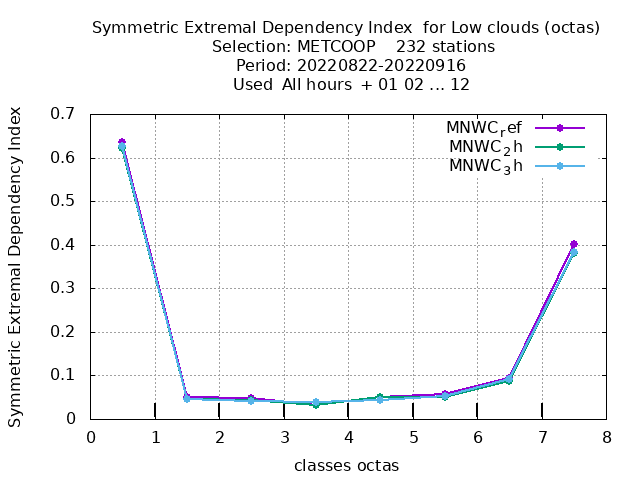 Symmetric Extremal Dependency Index  for Low clouds (octas)
Selection: METCOOP    232 stations
Period: 20220822-20220916
Used  All hours  + 01 02 ... 12
Symmetric Extremal Dependency Index
0.7
0.6
0.5
0.4
0.3
0.2
0.1
0
MNWCref
MNWC2h
MNWC3h
0 1 2 3 4 5 6 7 8
classes octas